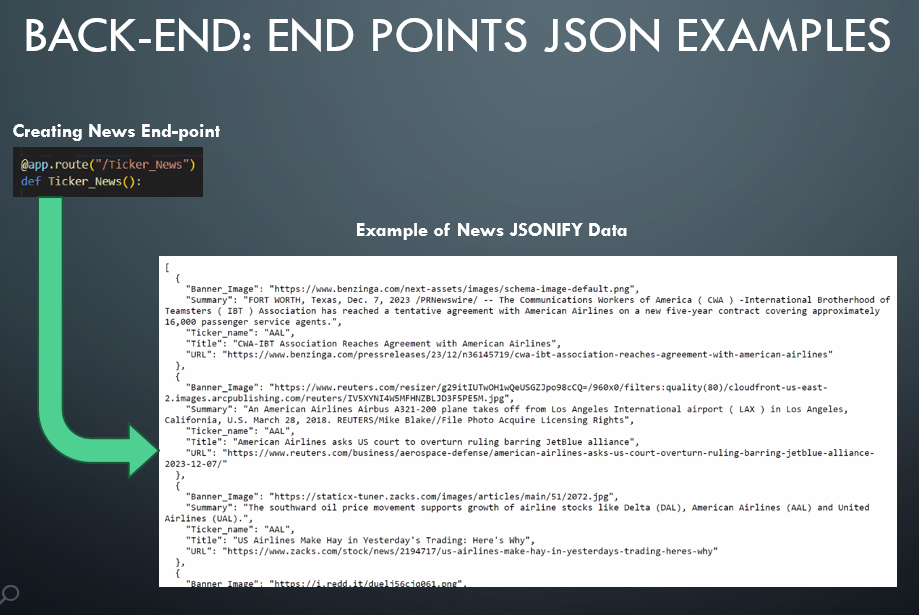 BACK-END: END POINTS JSON EXAMPLES
Creating News End-point
@app.route("/Ticker_News")
def Ticker_News():
Example of News JSONIFY Data
[
{
"Banner_Image": "https://www.benzinga.com/next-assets/images/schema-image-default.png",
"Summary": "FORT WORTH, Texas, Dec. 7, 2023 /PRNewswire/ -- The Communications Workers of America ( CWA ) -International Brotherhood of
Teamsters ( IBT ) Association has reached a tentative agreement with American Airlines on a new five-year contract covering approximately
16,000 passenger service agents.",
"Ticker_name": "AAL",
"Title": "CWA-IBT Association Reaches Agreement with American Airlines",
"URL": "https://www.benzinga.com/pressreleases/23/12/n36145719/cwa-ibt-association-reaches-agreement-with-american-airlines"
},
{
"Banner_Image": "https://www.reuters.com/resizer/g29itIUTwOH1wQeUSGZJpo98cCQ=/960x0/filters:quality(80)/cloudfront-us-east-
2.images.arcpublishing.com/reuters/IV5XYNI4W5MFHNZBLJD3F5PE5M.jpg",
"Summary": "An American Airlines Airbus A321-200 plane takes off from Los Angeles International airport ( LAX ) in Los Angeles,
California, U.S. March 28, 2018. REUTERS/Mike Blake//File Photo Acquire Licensing Rights",
"Ticker_name": "AAL",
"Title": "American Airlines asks US court to overturn ruling barring JetBlue alliance",
"URL": "https://www.reuters.com/business/aerospace-defense/american-airlines-asks-us-court-overturn-ruling-barring-jetblue-alliance-
2023-12-07/"
},
{
"Banner_Image": "https://staticx-tuner.zacks.com/images/articles/main/51/2072.jpg",
"Summary": "The southward oil price movement supports growth of airline stocks like Delta (DAL), American Airlines (AAL) and United
Airlines (UAL).",
"Ticker_name": "AAL",
"Title": "US Airlines Make Hay in Yesterday's Trading: Here's Why",
"URL": "https://www.zacks.com/stock/news/2194717/us-airlines-make-hay-in-yesterdays-trading-heres-why"
},
{
"Banner_Image": "https://i.redd.it/duelj56cjq061.png",